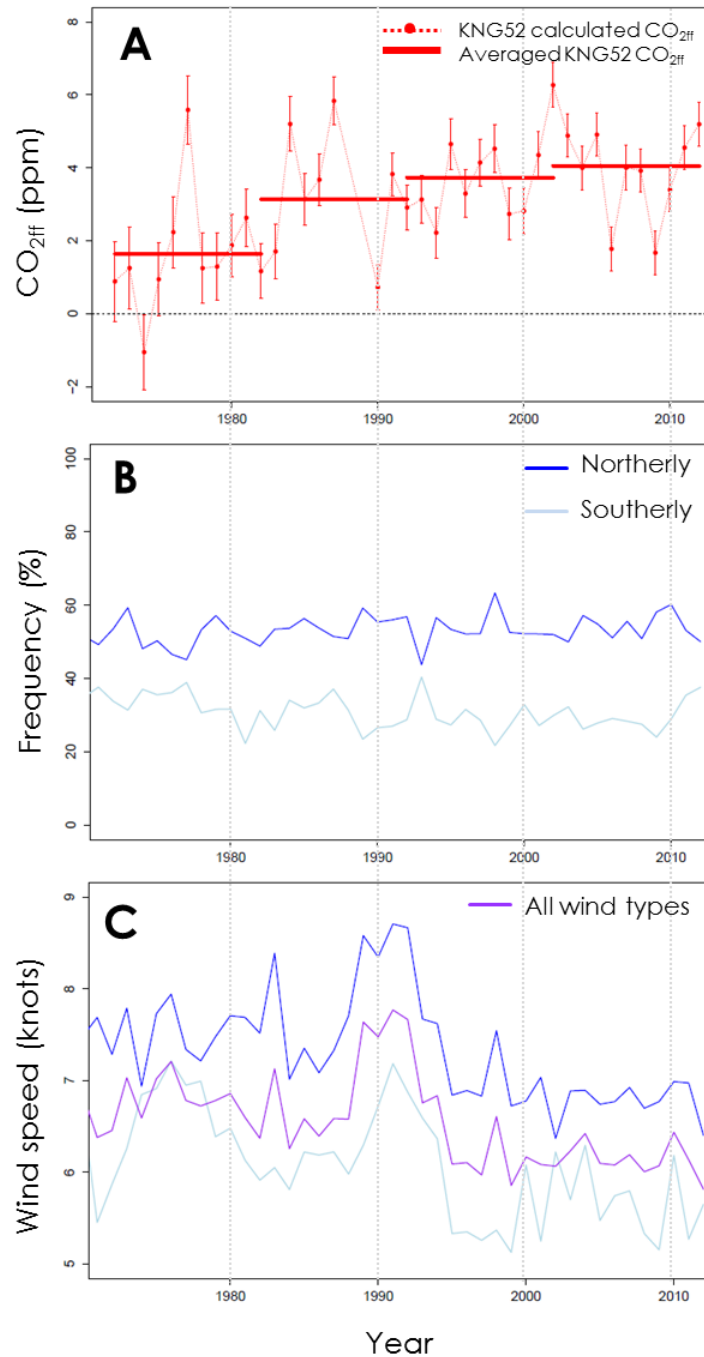 A
KNG52 calculated CO2ff
Averaged KNG52 CO2ff
CO2ff (ppm)
8
6
4
2
0
−2
1980
1990
2000
2010
B
Northerly
Southerly
Frequency (%)
100
80
60
40
20
0
1980
1990
2000
2010
C
All wind types
Wind speed (knots)
9
8
7
6
5
1980
1990
2000
2010
Year